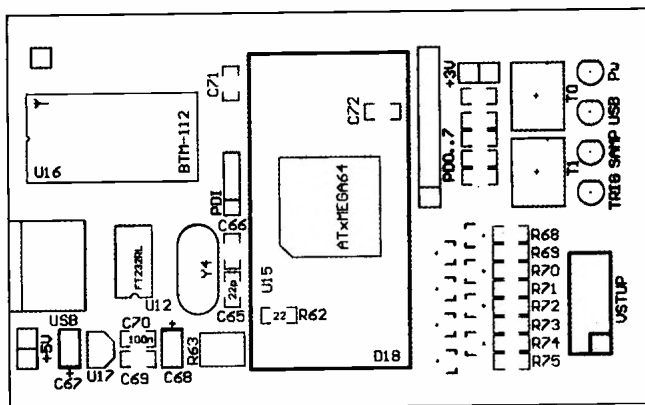 C71
C72
+3V
PD0..7
T0
T1
Pw
USB
SAMP
TRIG
Y
U16
BTM-112
PDI
ATxMEGA64
C66
FT232RL
U12
Y4
22p
C65
U15
22
R62
R68
R69
R70
R71
R72
R73
R74
R75
VSTUP
USB
+5V
C67
+
U17
C70
100n
C69
+
C68
R63
D18